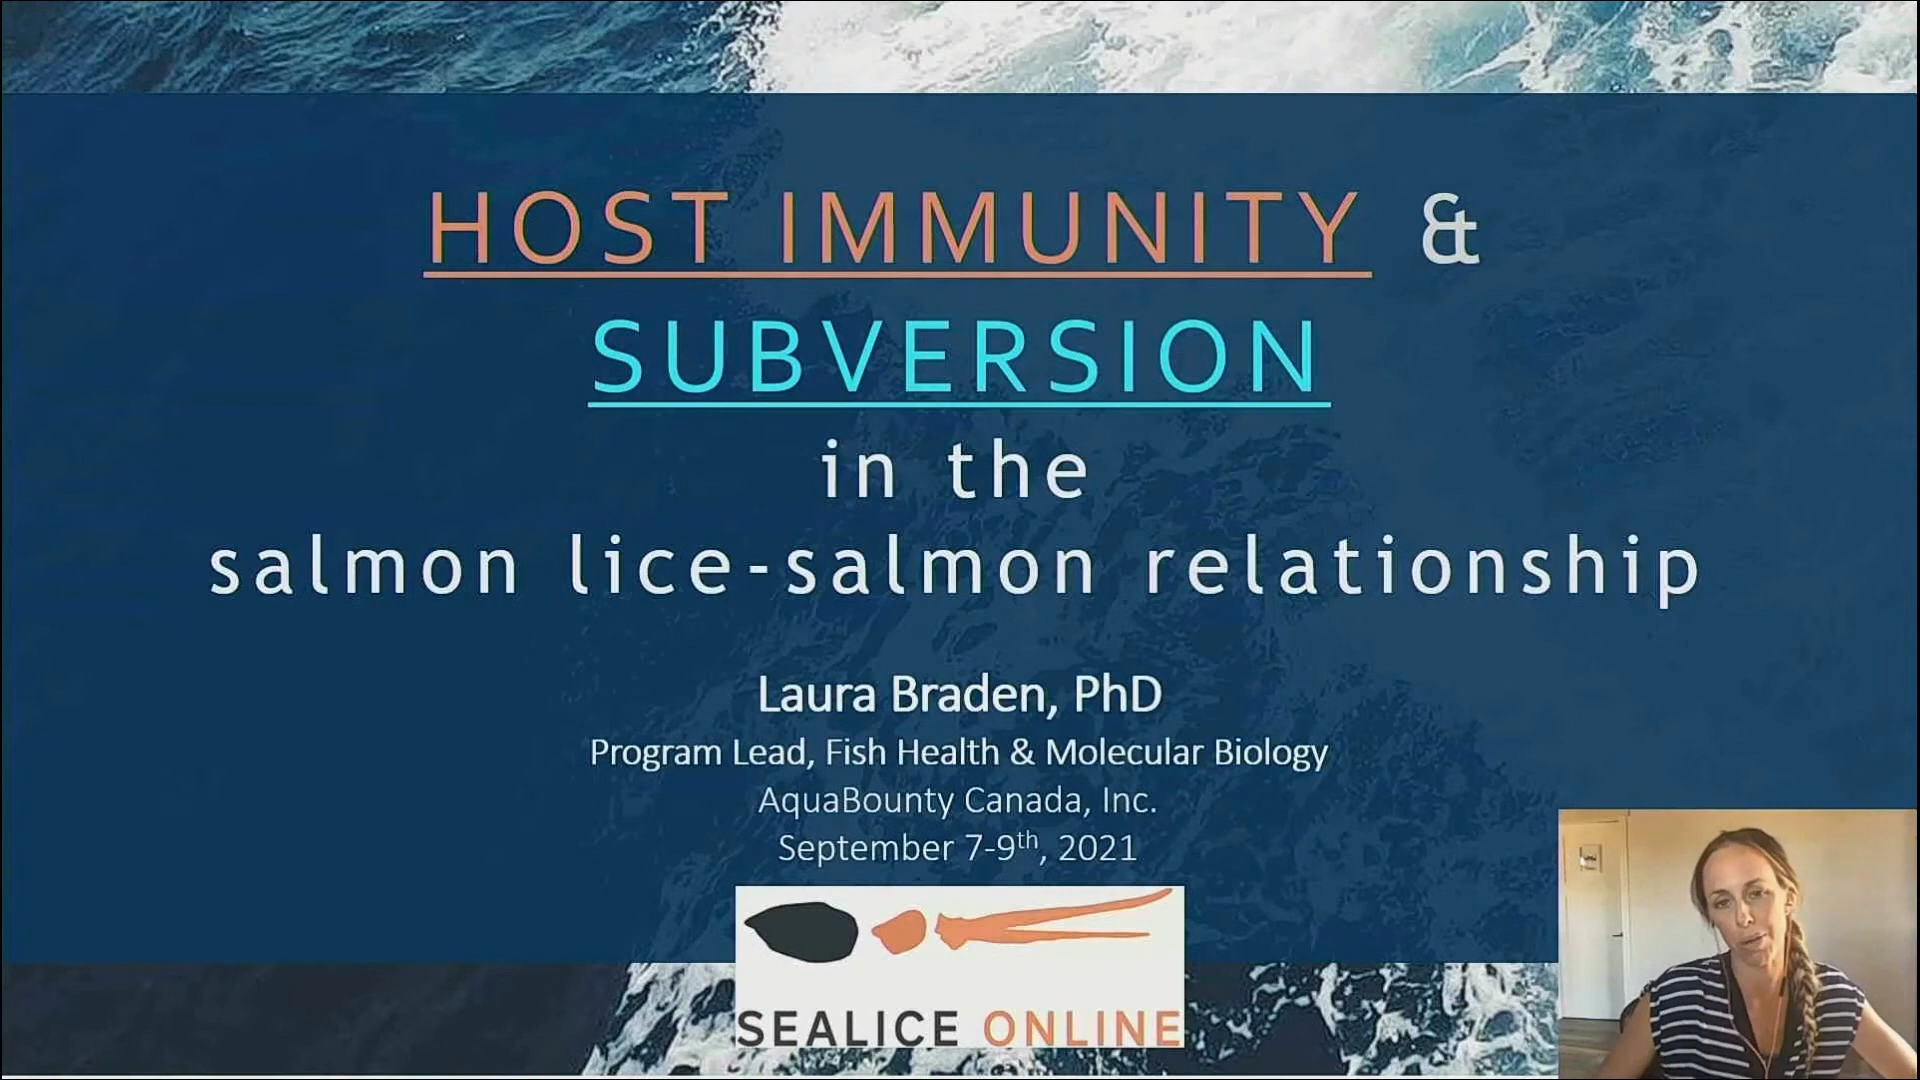 HOST IMMUNITY &
SUBVERSION
in the
salmon lice-salmon relationship
Laura Braden, PhD
Program Lead, Fish Health & Molecular Biology
AquaBounty Canada, Inc.
September 7-9th, 2021
SEALICE ONLINE